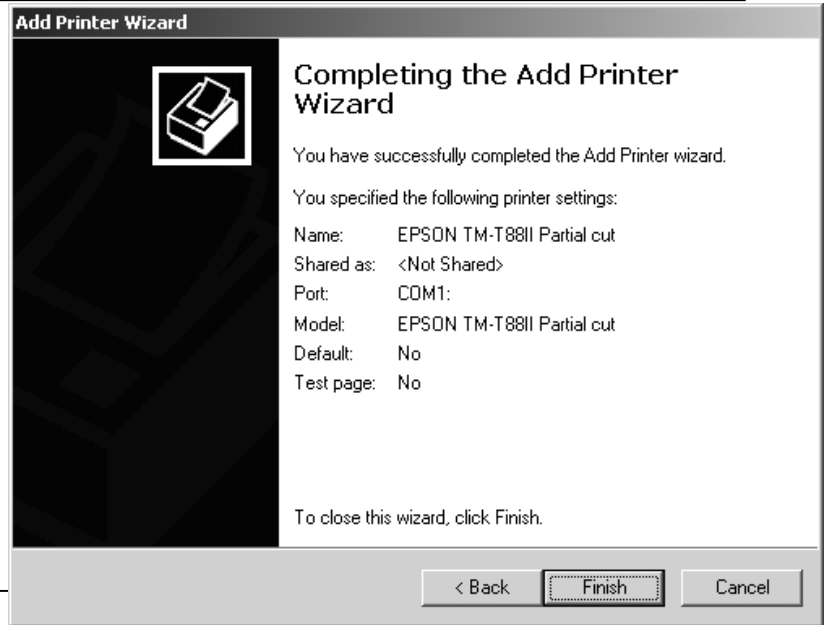 Add Printer Wizard
Completing the Add Printer
Wizard
You have successfully completed the Add Printer wizard.
You specified the following printer settings:
Name: EPSON TM-T88II Partial cut
Shared as: <Not Shared>
Port: COM1:
Model: EPSON TM-T88II Partial cut
Default: No
Test page: No
To close this wizard, click Finish.
< Back Finish Cancel